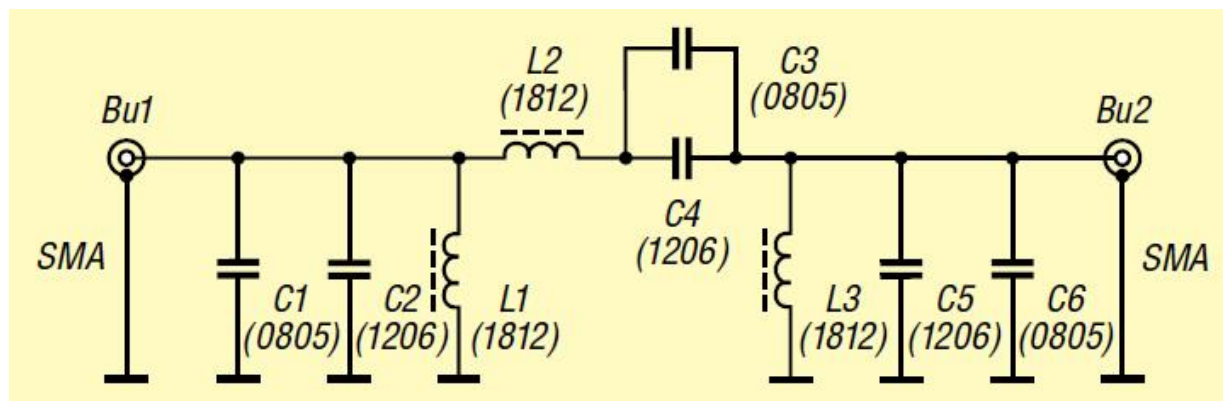 Bu1
SMA
C1
(0805)
C2
(1206)
L1
(1812)
L2
(1812)
C3
(0805)
C4
(1206)
L3
(1812)
C5
(1206)
C6
(0805)
Bu2
SMA